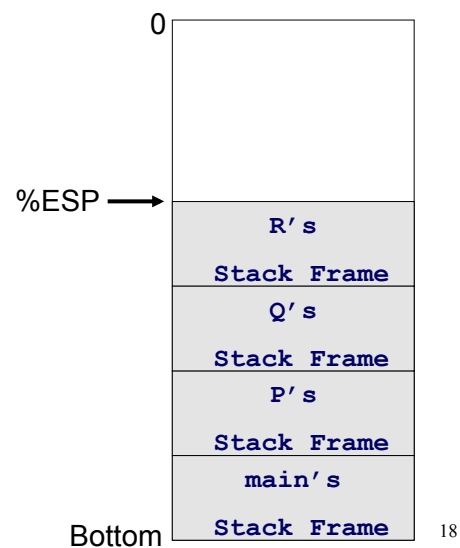 0
%ESP
R's
Stack Frame
Q's
Stack Frame
P's
Stack Frame
main's
Stack Frame
Bottom
18